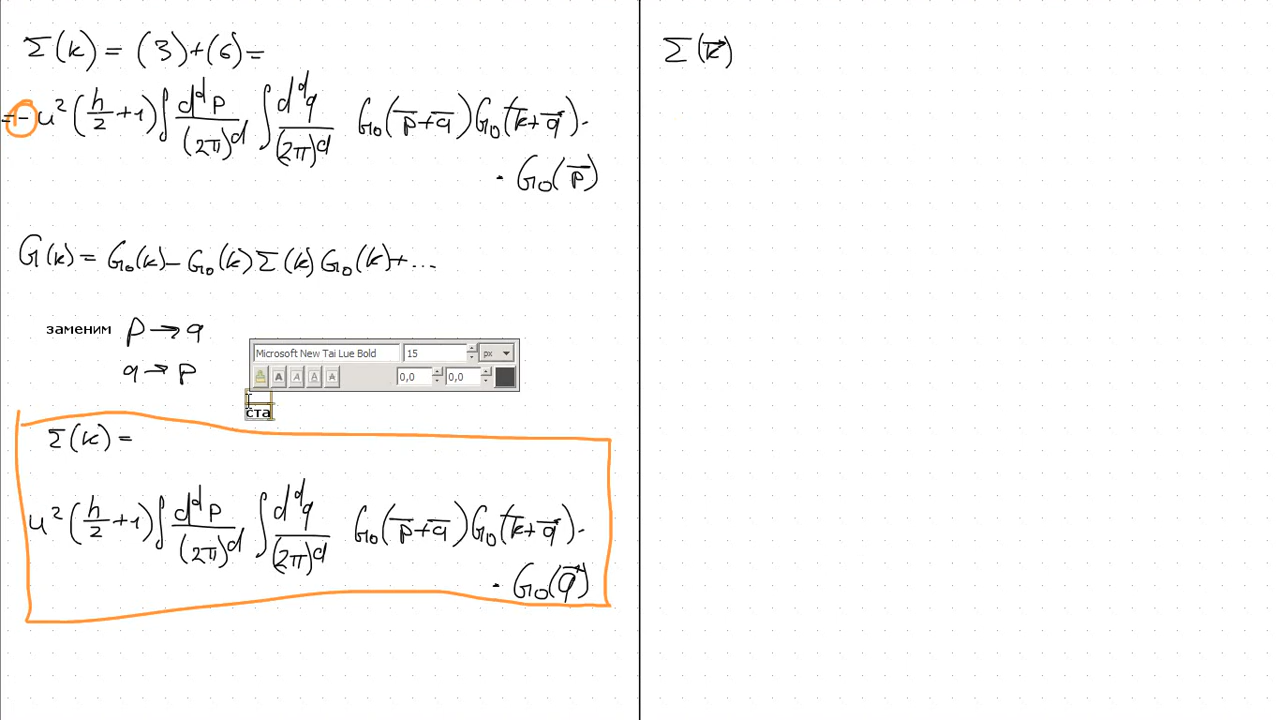 Σ(k) = (3)+(6)=
=-u²(n/2+1)∫d^d p/(2π)^d ∫d^d q/(2π)^d G₀(p̅+q̅)G₀(k̅+q̅)·
· G₀(p̅)
G(k) = G₀(k)-G₀(k)Σ(k)G₀(k)+...
заменим p→q
q→p
Microsoft New Tai Lue Bold 15 px
A A A A 0,0 0,0
ста
Σ(k) =
u²(n/2+1)∫d^d p/(2π)^d ∫d^d q/(2π)^d G₀(p̅+q̅)G₀(k̅+q⃗)·
· G₀(q⃗)
Σ(k⃗)